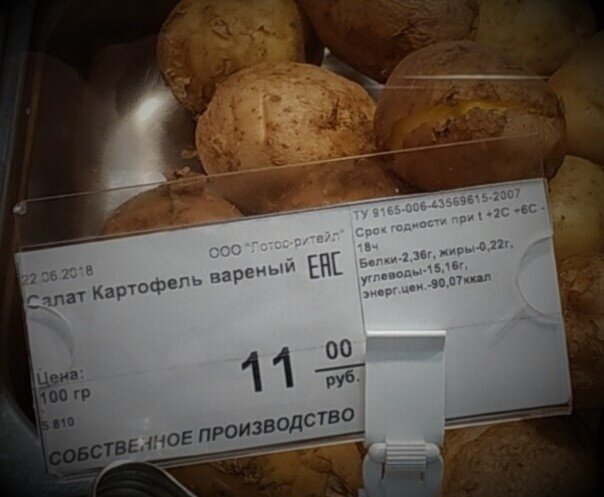 22.06.2018
ООО "Лотос-ритейл"
Салат Картофель вареный ЕАС
Цена:
100 гр
11 00
руб.
5 810
СОБСТВЕННОЕ ПРОИЗВОДСТВО
ТУ 9165-006-43569615-2007
Срок годности при t +2С +6С -
18ч
Белки-2,36г, жиры-0,22г,
углеводы-15,16г,
энерг.цен.-90,07ккал